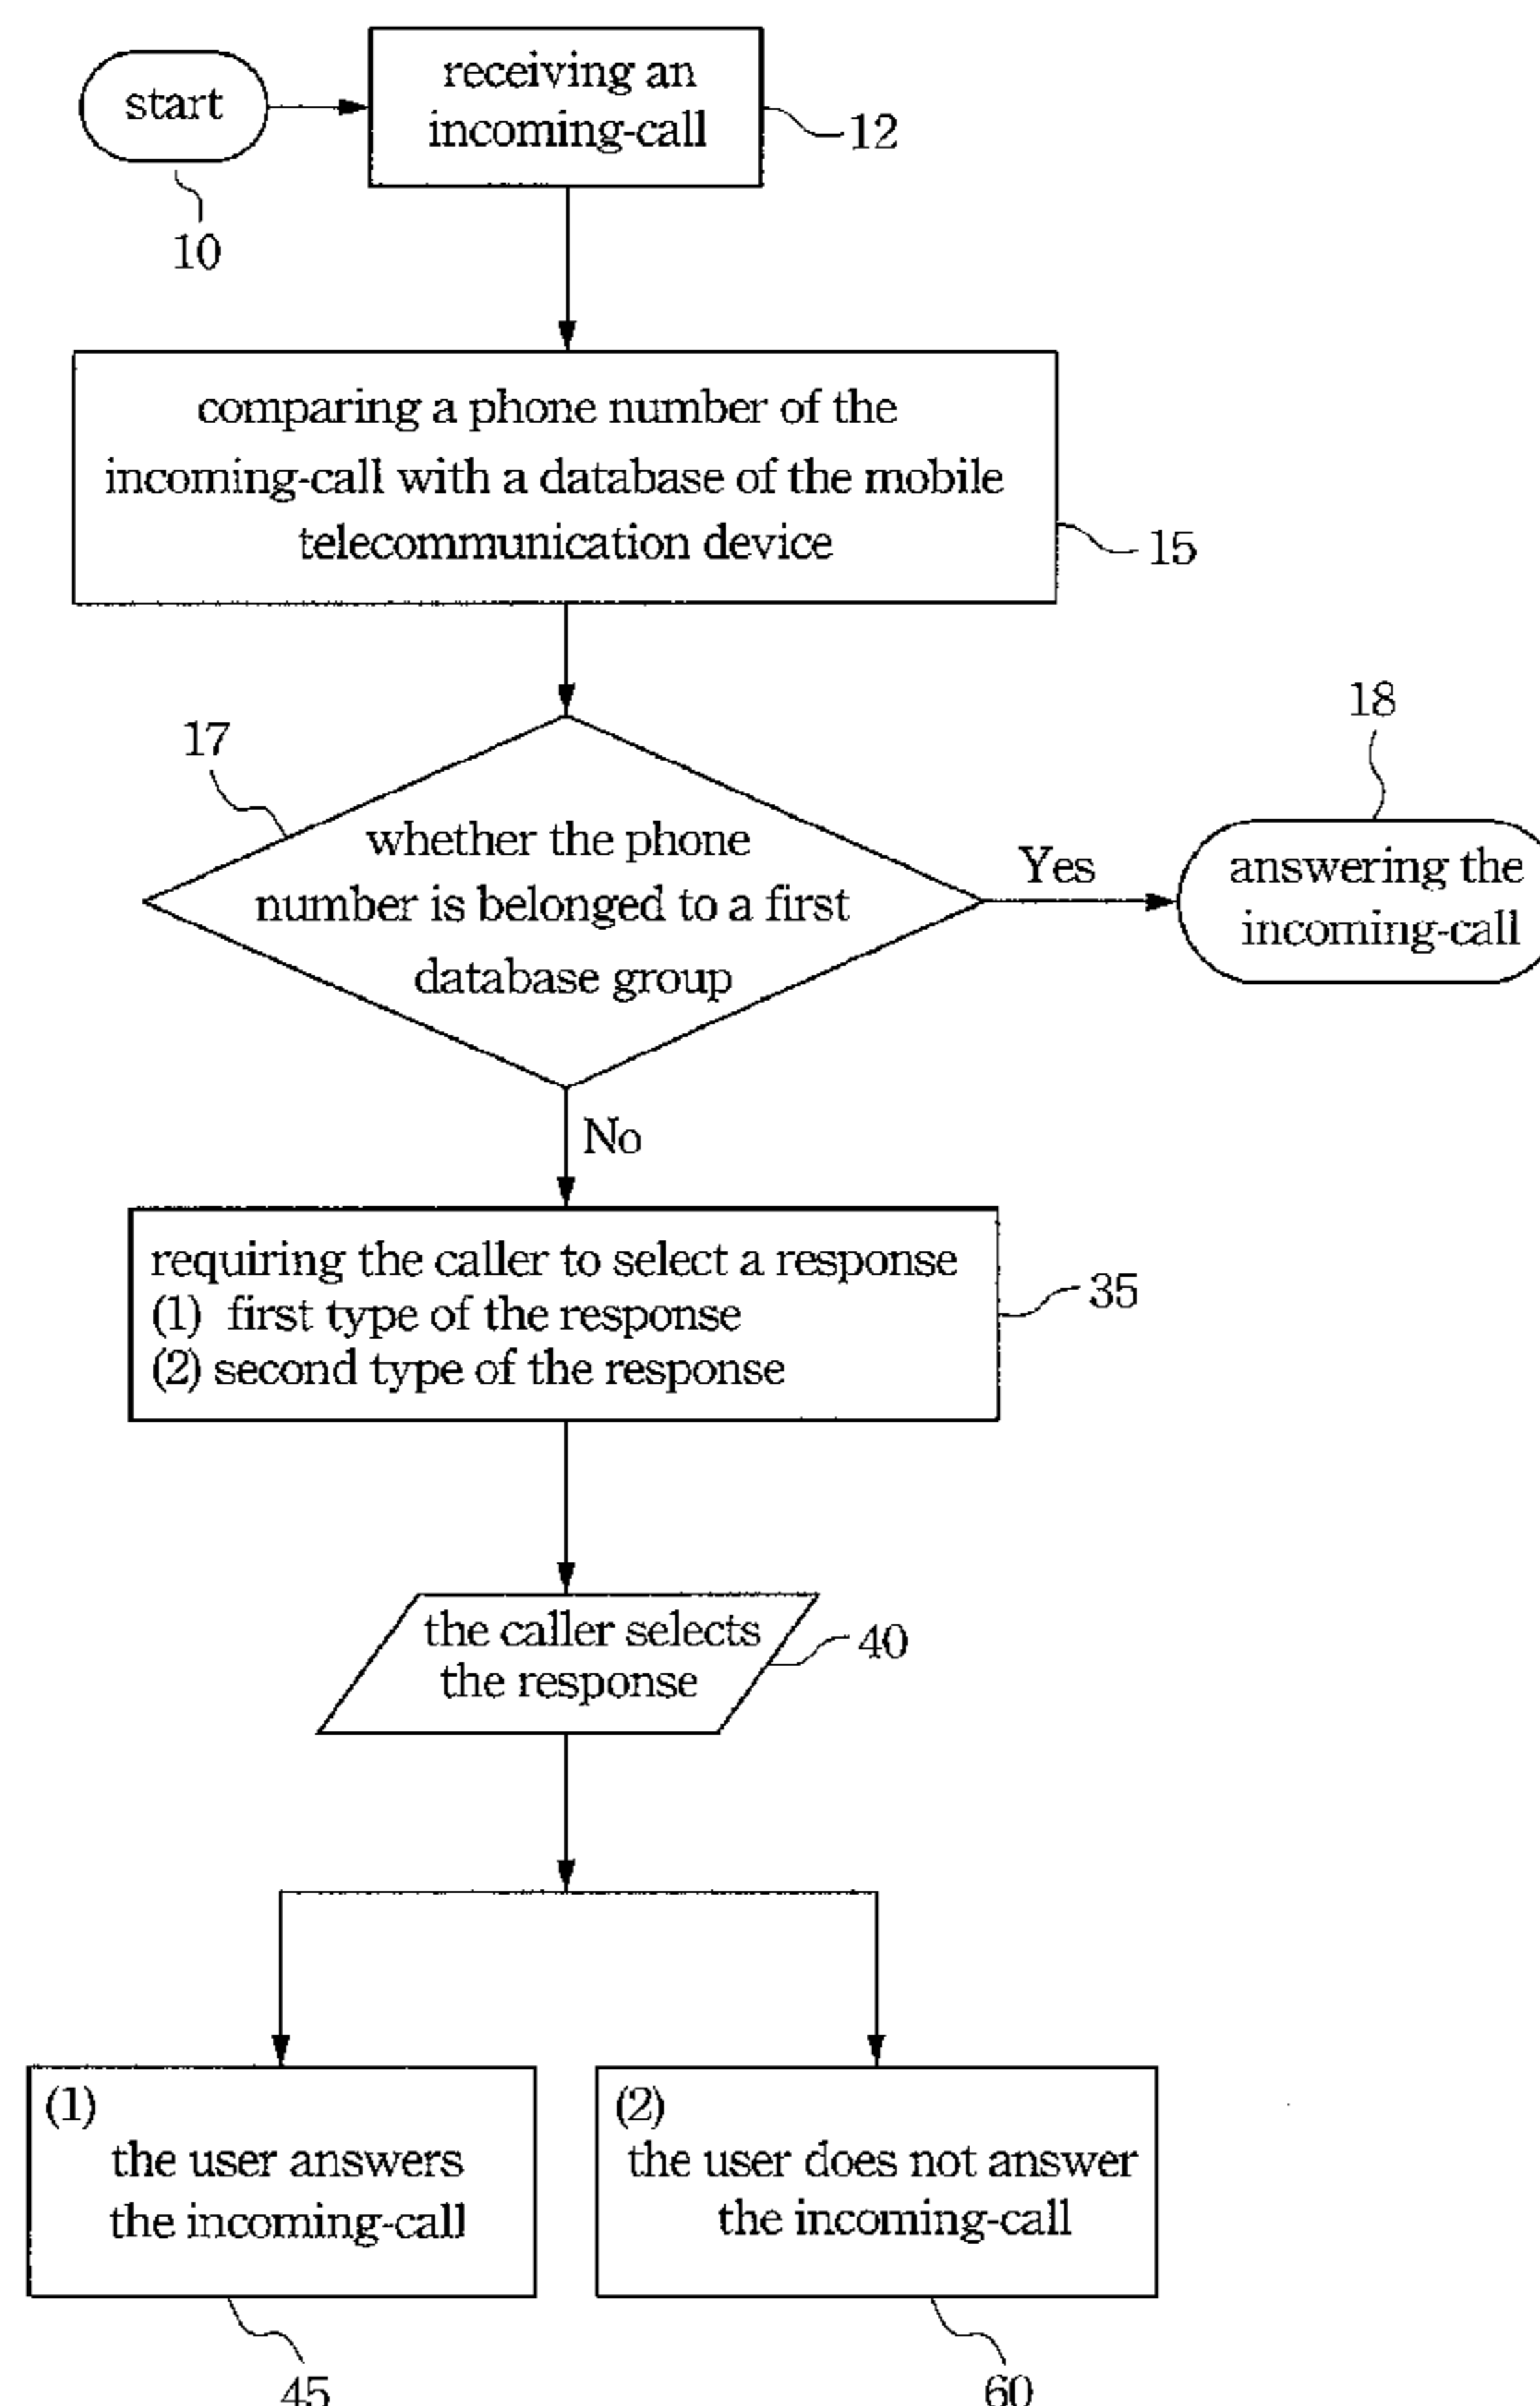 start
10
receiving an
incoming-call
12
comparing a phone number of the
incoming-call with a database of the mobile
telecommunication device
15
17
whether the phone
number is belonged to a first
database group
Yes
18
answering the
incoming-call
No
requiring the caller to select a response
(1) first type of the response
(2) second type of the response
35
the caller selects
the response
40
(1)
the user answers
the incoming-call
45
(2)
the user does not answer
the incoming-call
60